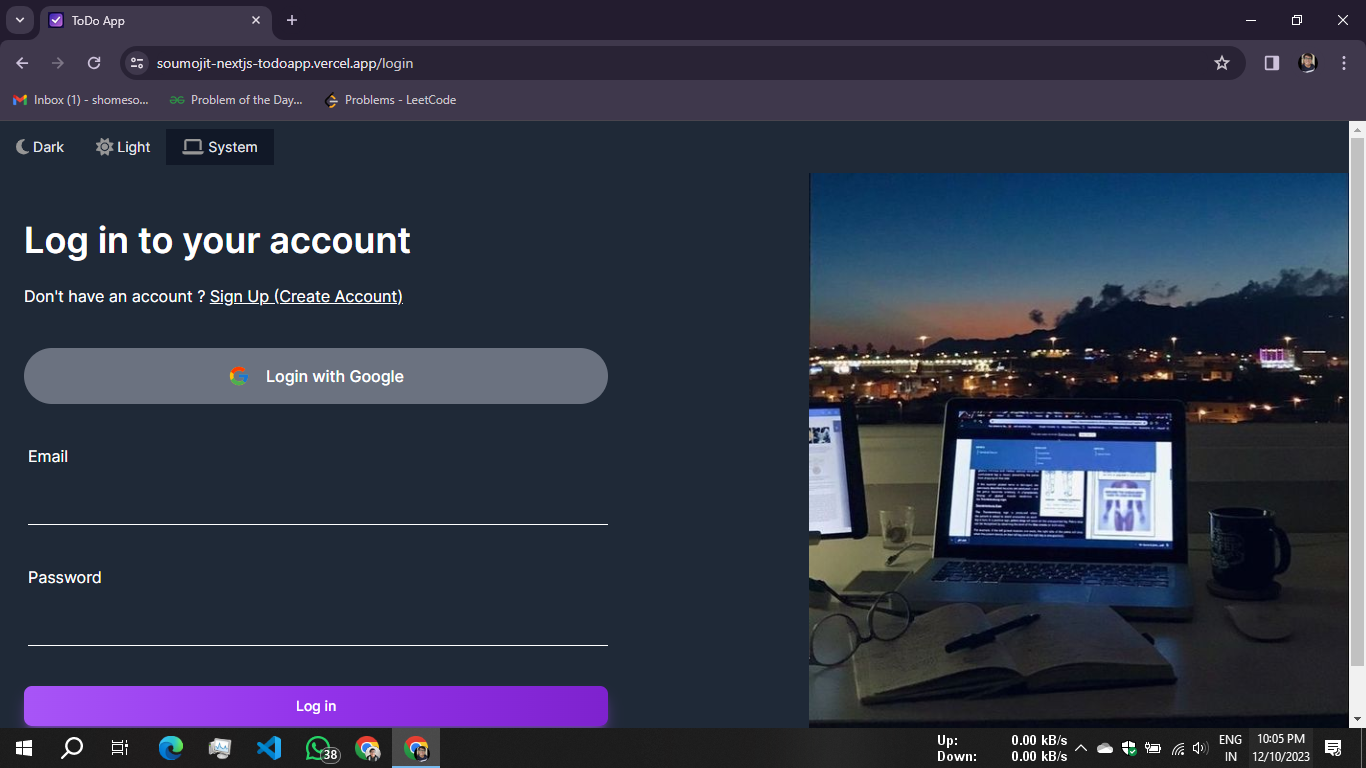 ToDo App
soumojit-nextjs-todoapp.vercel.app/login
Inbox (1) - shomeso...
Problem of the Day...
Problems - LeetCode
Dark
Light
System
Log in to your account
Don't have an account ? Sign Up (Create Account)
Login with Google
Email
Password
Log in
38
Up: 0.00 kB/s
Down: 0.00 kB/s
ENG
IN
10:05 PM
12/10/2023